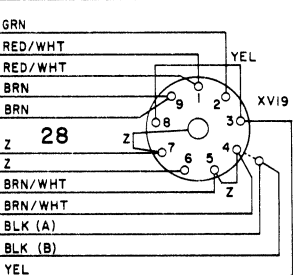 GRN
RED/WHT
YEL
RED/WHT
BRN
9
1
2
XV19
BRN
8
3
28
Z
Z
7
4
Z
6
5
BRN/WHT
Z
BRN/WHT
BLK (A)
BLK (B)
YEL